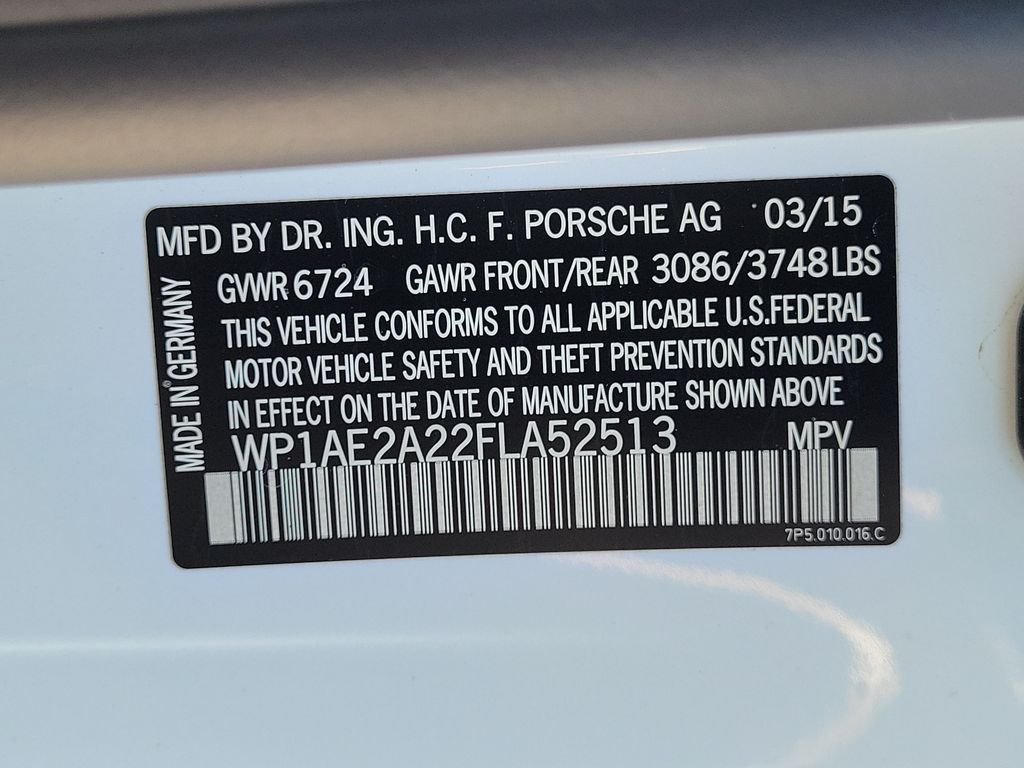 MFD BY DR. ING. H.C. F. PORSCHE AG 03/15
GVWR 6724 GAWR FRONT/REAR 3086/3748LBS
THIS VEHICLE CONFORMS TO ALL APPLICABLE U.S.FEDERAL
MOTOR VEHICLE SAFETY AND THEFT PREVENTION STANDARDS
IN EFFECT ON THE DATE OF MANUFACTURE SHOWN ABOVE
WP1AE2A22FLA52513 MPV
7P5.010.016.C
MADE IN GERMANY